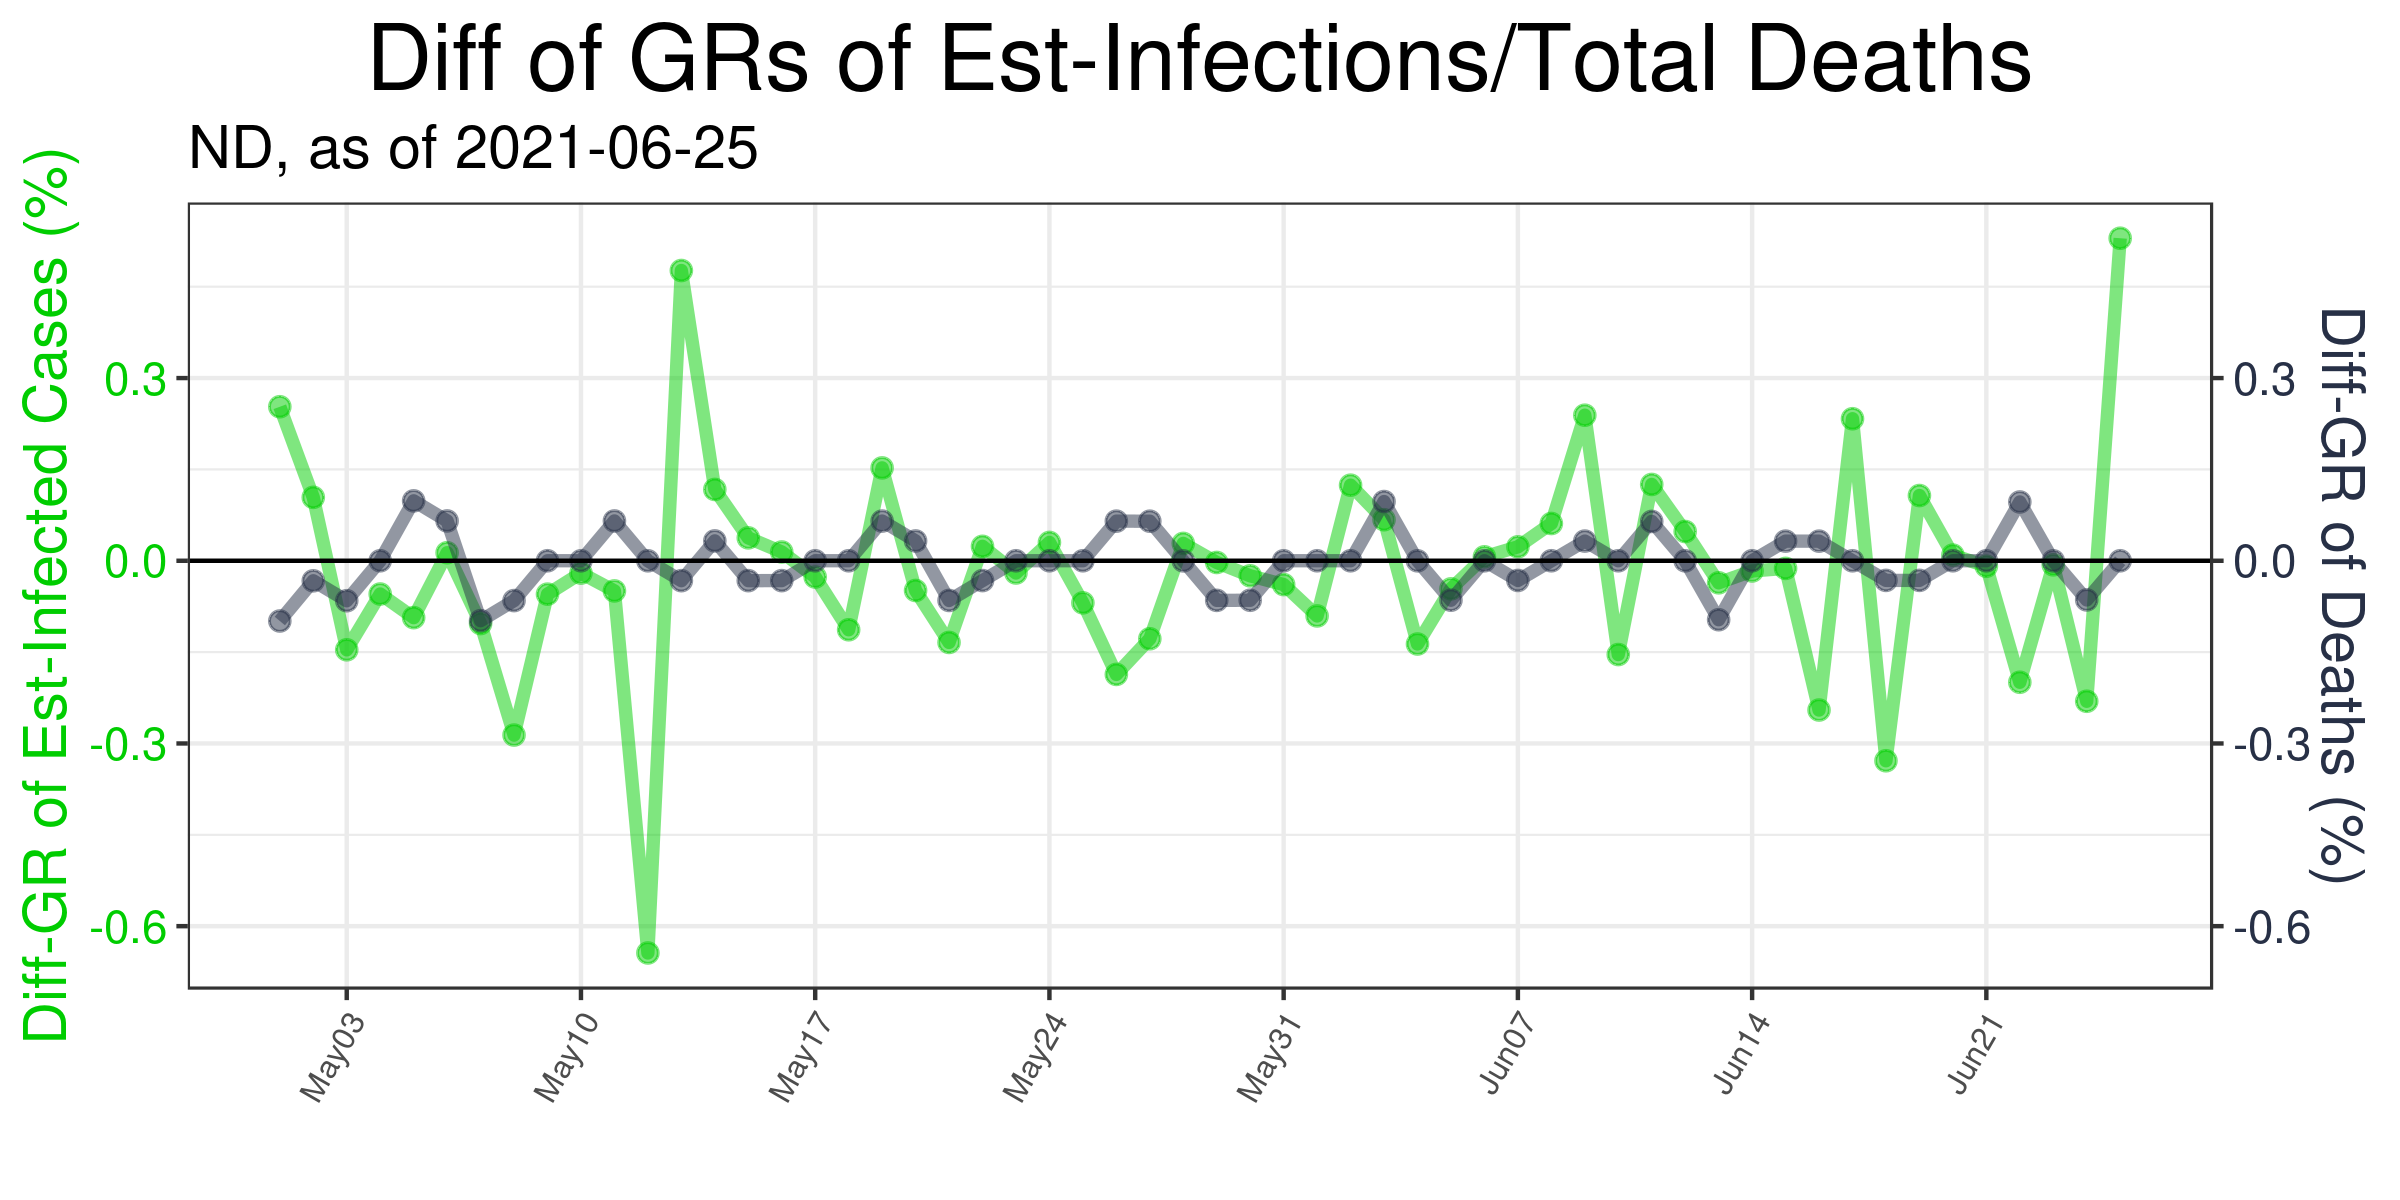 Diff of GRs of Est-Infections/Total Deaths
ND, as of 2021-06-25
Diff-GR of Est-Infected Cases (%)
0.3
0.0
-0.3
-0.6
0.3
0.0
-0.3
-0.6
Diff-GR of Deaths (%)
May03
May10
May17
May24
May31
Jun07
Jun14
Jun21